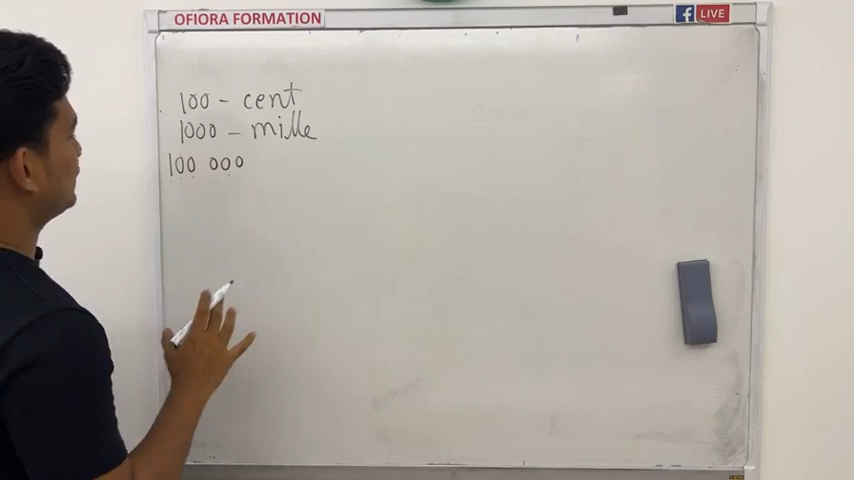 OFIORA FORMATION
f LIVE
100 - cent
1000 - mille
100 000